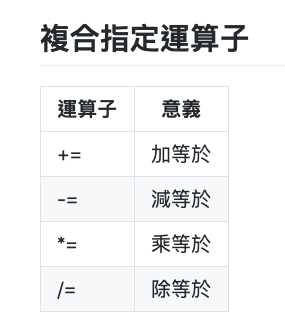 複合指定運算子
運算子 意義
+= 加等於
-= 減等於
*= 乘等於
/= 除等於